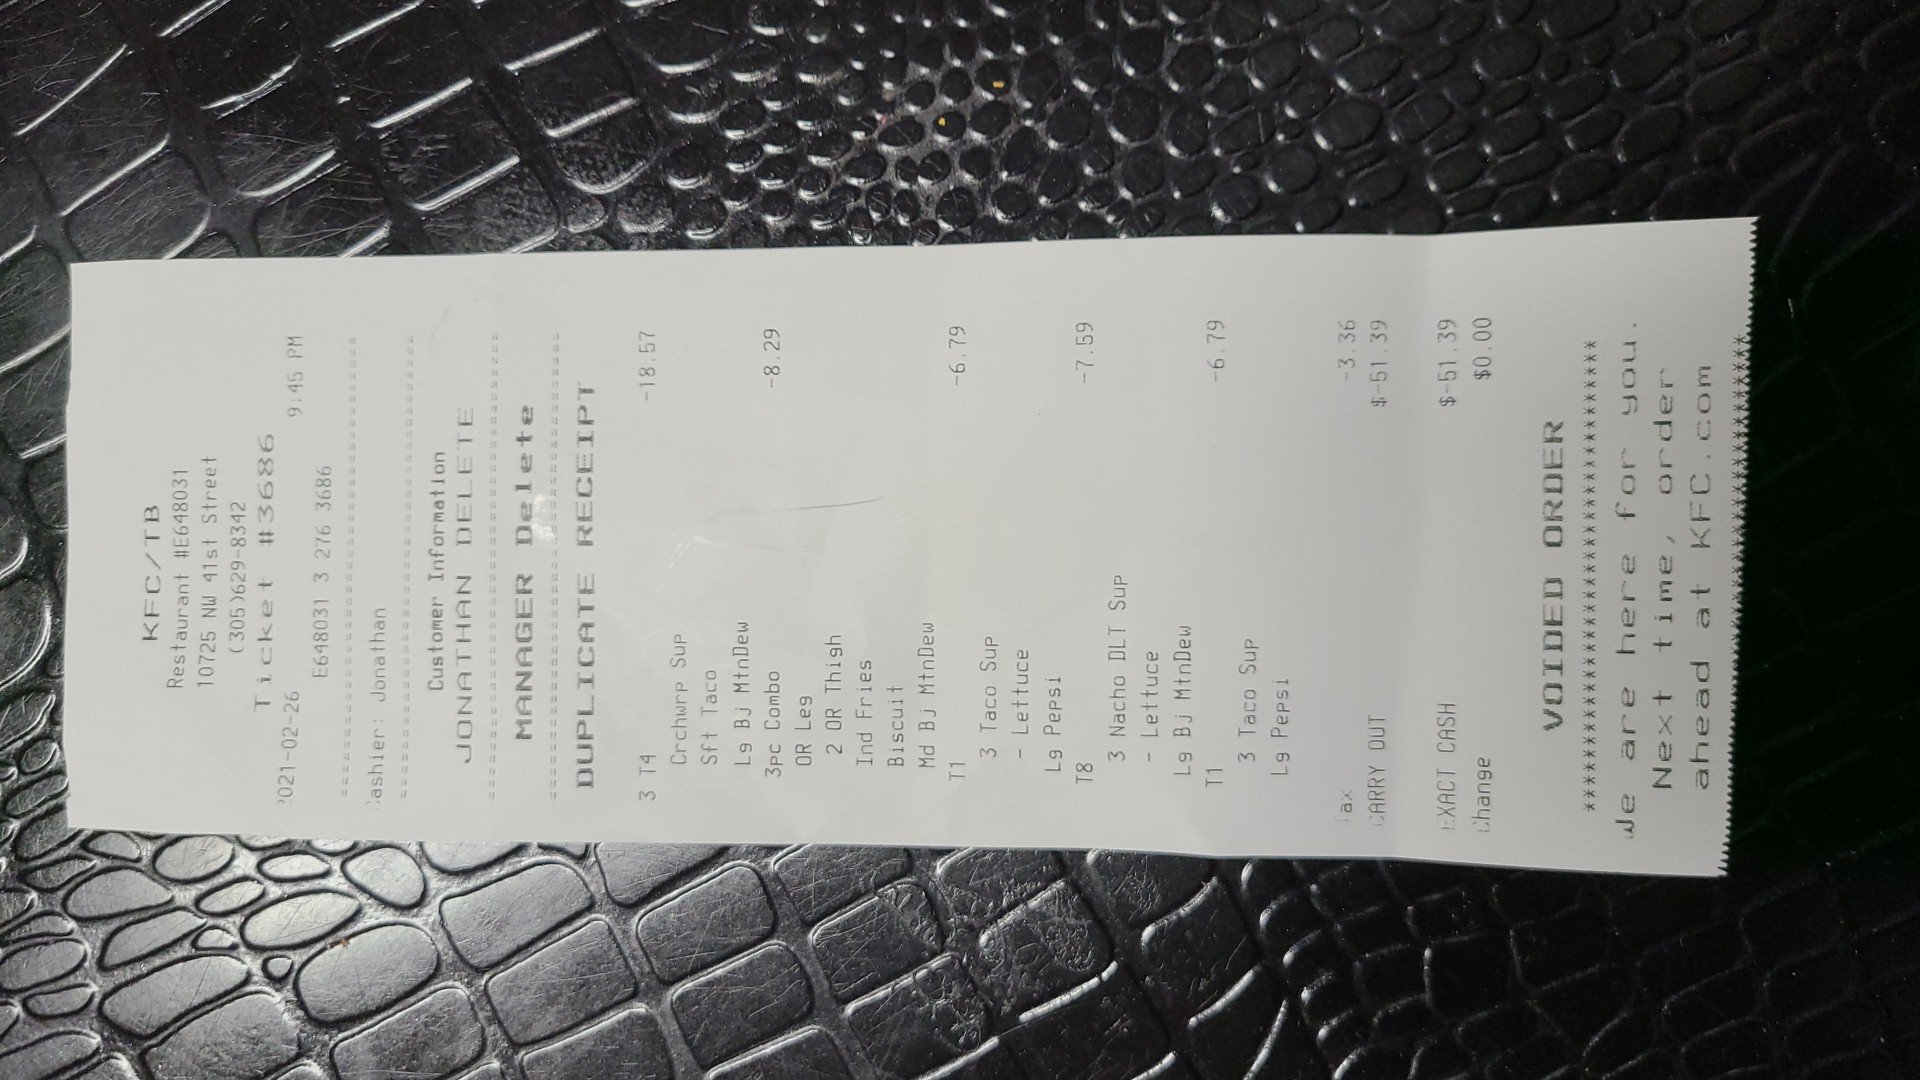 KFC/TB
Restaurant #E648031
10725 NW 41st Street
(305)629-8342
Ticket #3686
2021-02-26 9:45 PM
E648031 3 276 3686
Cashier: Jonathan
Customer Information
JONATHAN DELETE
MANAGER Delete
DUPLICATE RECEIPT
3 T4 -18.57
Crchwrp Sup
Sft Taco
Lg Bj MtnDew
3pc Combo -8.29
OR Leg
2 OR Thigh
Ind Fries
Biscuit
Md Bj MtnDew
T1 -6.79
3 Taco Sup
- Lettuce
Lg Pepsi
T8 -7.59
3 Nacho DLT Sup
- Lettuce
Lg Bj MtnDew
T1 -6.79
3 Taco Sup
Lg Pepsi
Tax -3.36
CARRY OUT $-51.39
EXACT CASH $-51.39
Change $0.00
VOIDED ORDER
****************************************
We are here for you.
Next time, order
ahead at KFC.com
****************************************